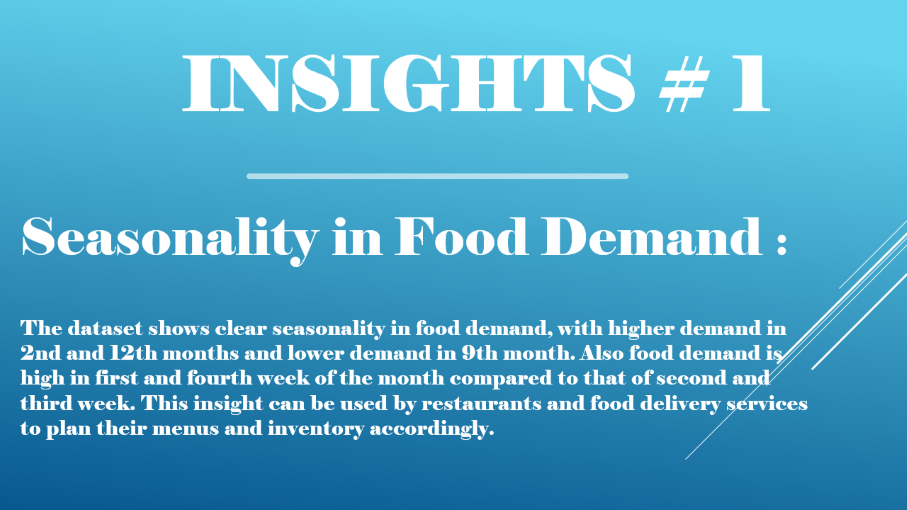 INSIGHTS # 1
Seasonality in Food Demand :
The dataset shows clear seasonality in food demand, with higher demand in
2nd and 12th months and lower demand in 9th month. Also food demand is
high in first and fourth week of the month compared to that of second and
third week. This insight can be used by restaurants and food delivery services
to plan their menus and inventory accordingly.